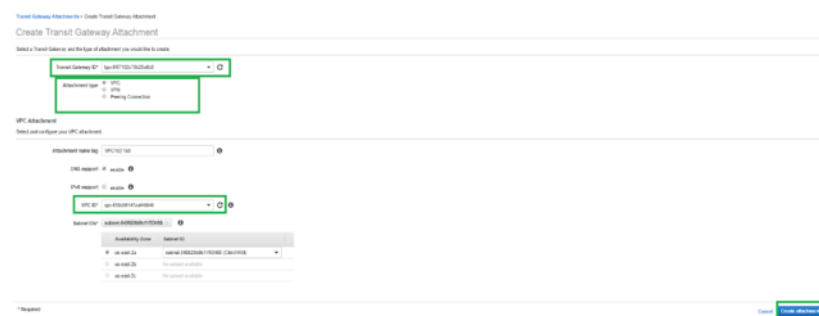 Transit Gateway Attachments > Create Transit Gateway Attachment
Create Transit Gateway Attachment
Select a Transit Gateway and the type of attachment you would like to create.
Transit Gateway ID*
Attachment type VPC
VPN
Peering Connection
VPC Attachment
Select and configure your VPC attachment.
Attachment name tag
DNS support enable
IPv6 support enable
VPC ID*
Subnet IDs*
Availability Zone Subnet ID
us-east-2a
us-east-2b No subnet available
us-east-2c No subnet available
* Required
Cancel Create attachment